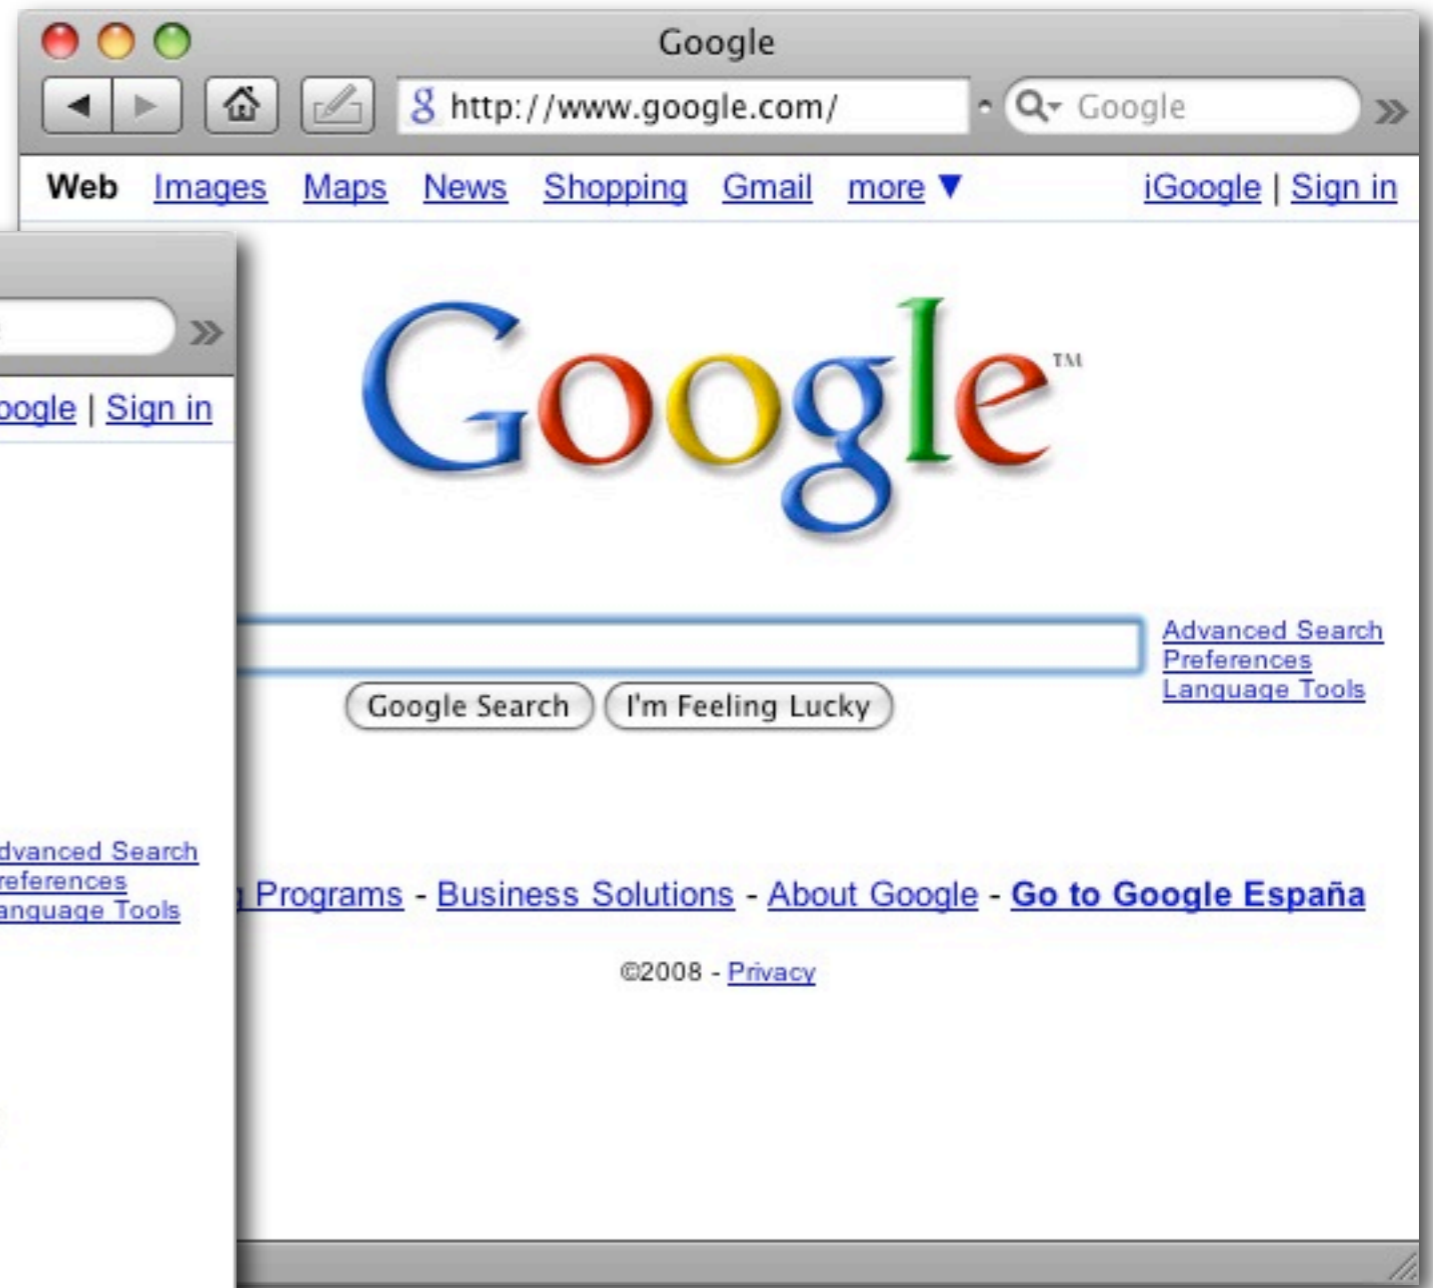 Google
http://www.google.com/ Google
Web Images Maps News Shopping Gmail more iGoogle | Sign in
Google™
Advanced Search
Preferences
Language Tools
Google Search I'm Feeling Lucky
Programs - Business Solutions - About Google - Go to Google España
©2008 - Privacy
oogle | Sign in
dvanced Search
references
anguage Tools